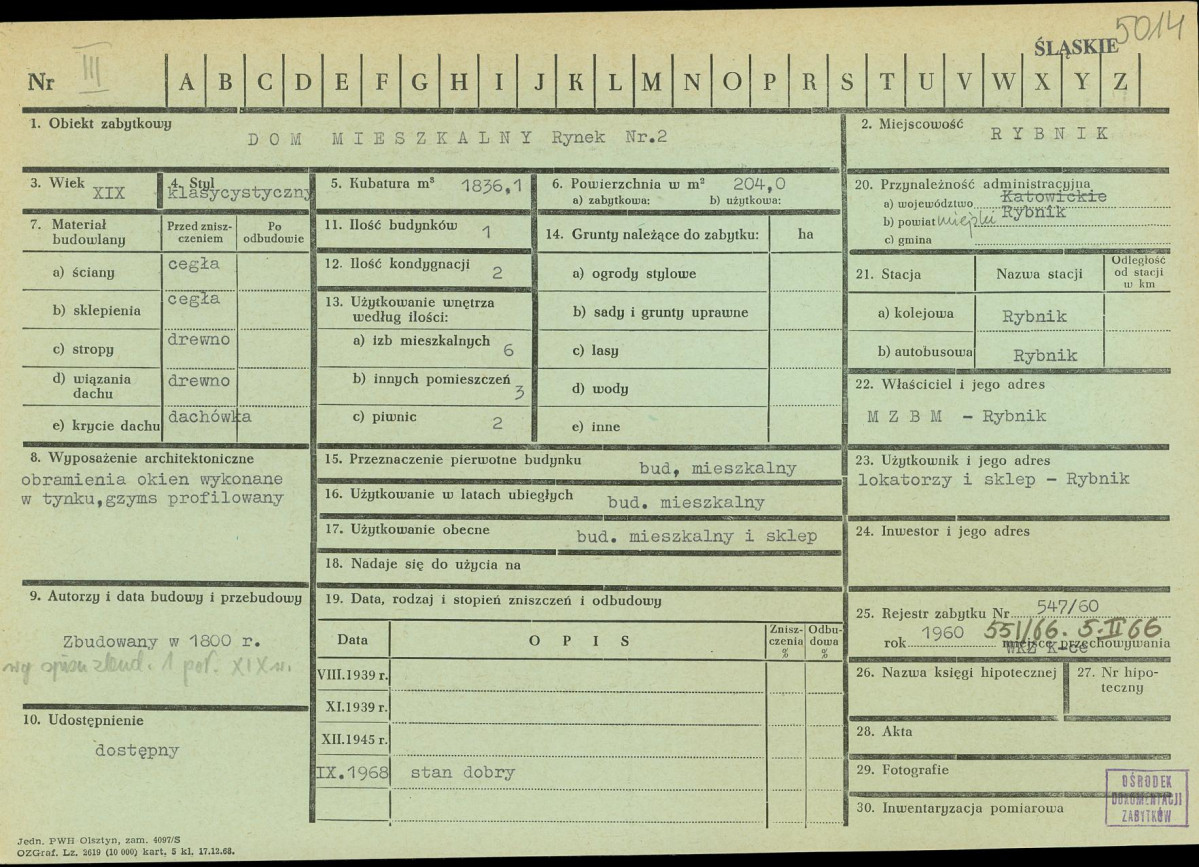 5014
ŚLĄSKIE
Nr III A B C D E F G H I J K L M N O P R S T U V W X Y Z
1. Obiekt zabytkowy
DOM MIESZKALNY Rynek Nr.2
2. Miejscowość
RYBNIK
3. Wiek
XIX
4. Styl
klasycystyczny
5. Kubatura m³ 1836,1
6. Powierzchnia w m² 204,0
a) zabytkowa: b) użytkowa:
20. Przynależność administracyjna
a) województwo Katowickie
b) powiat miejski Rybnik
c) gmina
7. Materiał budowlany
Przed zniszczeniem
Po odbudowie
a) ściany cegła
b) sklepienia cegła
c) stropy drewno
d) wiązania dachu drewno
e) krycie dachu dachówka
11. Ilość budynków 1
12. Ilość kondygnacji 2
13. Użytkowanie wnętrza
według ilości:
a) izb mieszkalnych 6
b) innych pomieszczeń 3
c) piwnic 2
14. Grunty należące do zabytku: ha
a) ogrody stylowe
b) sady i grunty uprawne
c) lasy
d) wody
e) inne
21. Stacja Nazwa stacji
Odległość
od stacji
w km
a) kolejowa Rybnik
b) autobusowa Rybnik
22. Właściciel i jego adres
M Z B M - Rybnik
8. Wyposażenie architektoniczne
obramienia okien wykonane
w tynku,gzyms profilowany
15. Przeznaczenie pierwotne budynku bud, mieszkalny
16. Użytkowanie w latach ubiegłych bud. mieszkalny
17. Użytkowanie obecne bud. mieszkalny i sklep
18. Nadaje się do użycia na
23. Użytkownik i jego adres
lokatorzy i sklep - Rybnik
24. Inwestor i jego adres
9. Autorzy i data budowy i przebudowy
Zbudowany w 1800 r.
wg spisu zbud. 1 poł. XIX w.
10. Udostępnienie
dostępny
19. Data, rodzaj i stopień zniszczeń i odbudowy
Data OPIS
Zniszczenia %
Odbudowa %
VIII.1939 r.
XI.1939 r.
XII.1945 r.
IX.1968 stan dobry
25. Rejestr zabytku Nr 547/60
rok 1960 551/66. 5.II 66
miejsce przechowywania
WKZ K-ce
26. Nazwa księgi hipotecznej
27. Nr hipoteczny
28. Akta
29. Fotografie
30. Inwentaryzacja pomiarowa
OŚRODEK
DOKUMENTACJI
ZABYTKÓW
Jedn. PWH Olsztyn, zam. 4097/S
OZGraf. Lz. 2619 (10 000) kart. 5 kl. 17.12.68.